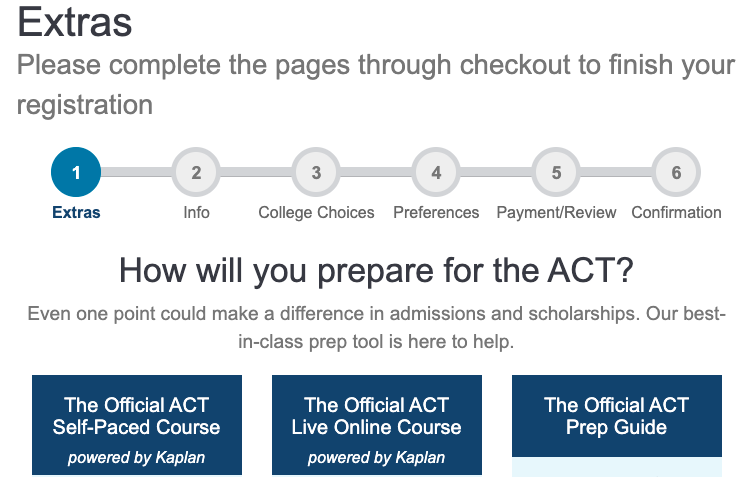 Extras
Please complete the pages through checkout to finish your
registration
1 2 3 4 5 6
Extras Info College Choices Preferences Payment/Review Confirmation
How will you prepare for the ACT?
Even one point could make a difference in admissions and scholarships. Our best-
in-class prep tool is here to help.
The Official ACT
Self-Paced Course
powered by Kaplan
The Official ACT
Live Online Course
powered by Kaplan
The Official ACT
Prep Guide